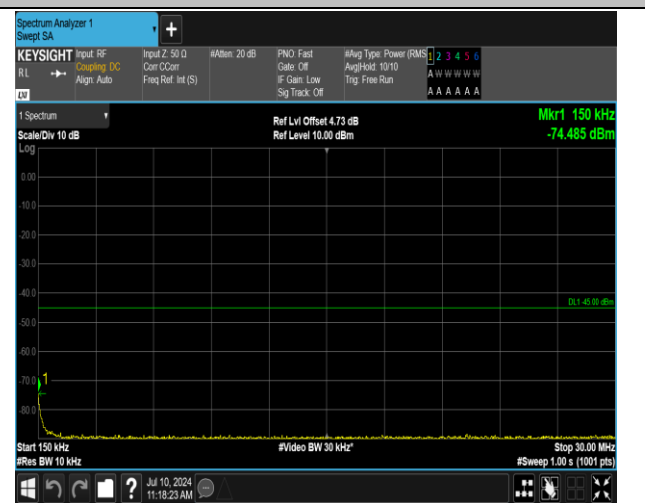 Spectrum Analyzer 1
Swept SA
+
KEYSIGHT
RL
LXI
Input: RF
Coupling: DC
Align: Auto
Input Z: 50 Ω
Corr CCorr
Freq Ref: Int (S)
#Atten: 20 dB
PNO: Fast
Gate: Off
IF Gain: Low
Sig Track: Off
#Avg Type: Power (RMS
Avg|Hold: 10/10
Trig: Free Run
1 2 3 4 5 6
A W W W W W
A A A A A A
1 Spectrum
Scale/Div 10 dB
Ref Lvl Offset 4.73 dB
Ref Level 10.00 dBm
Mkr1 150 kHz
-74.485 dBm
Log
0.00
-10.0
-20.0
-30.0
-40.0
DL1 -45.00 dBm
-50.0
-60.0
-70.0
1
-80.0
Start 150 kHz
#Video BW 30 kHz*
Stop 30.00 MHz
#Res BW 10 kHz
#Sweep 1.00 s (1001 pts)
?
Jul 10, 2024
11:18:23 AM